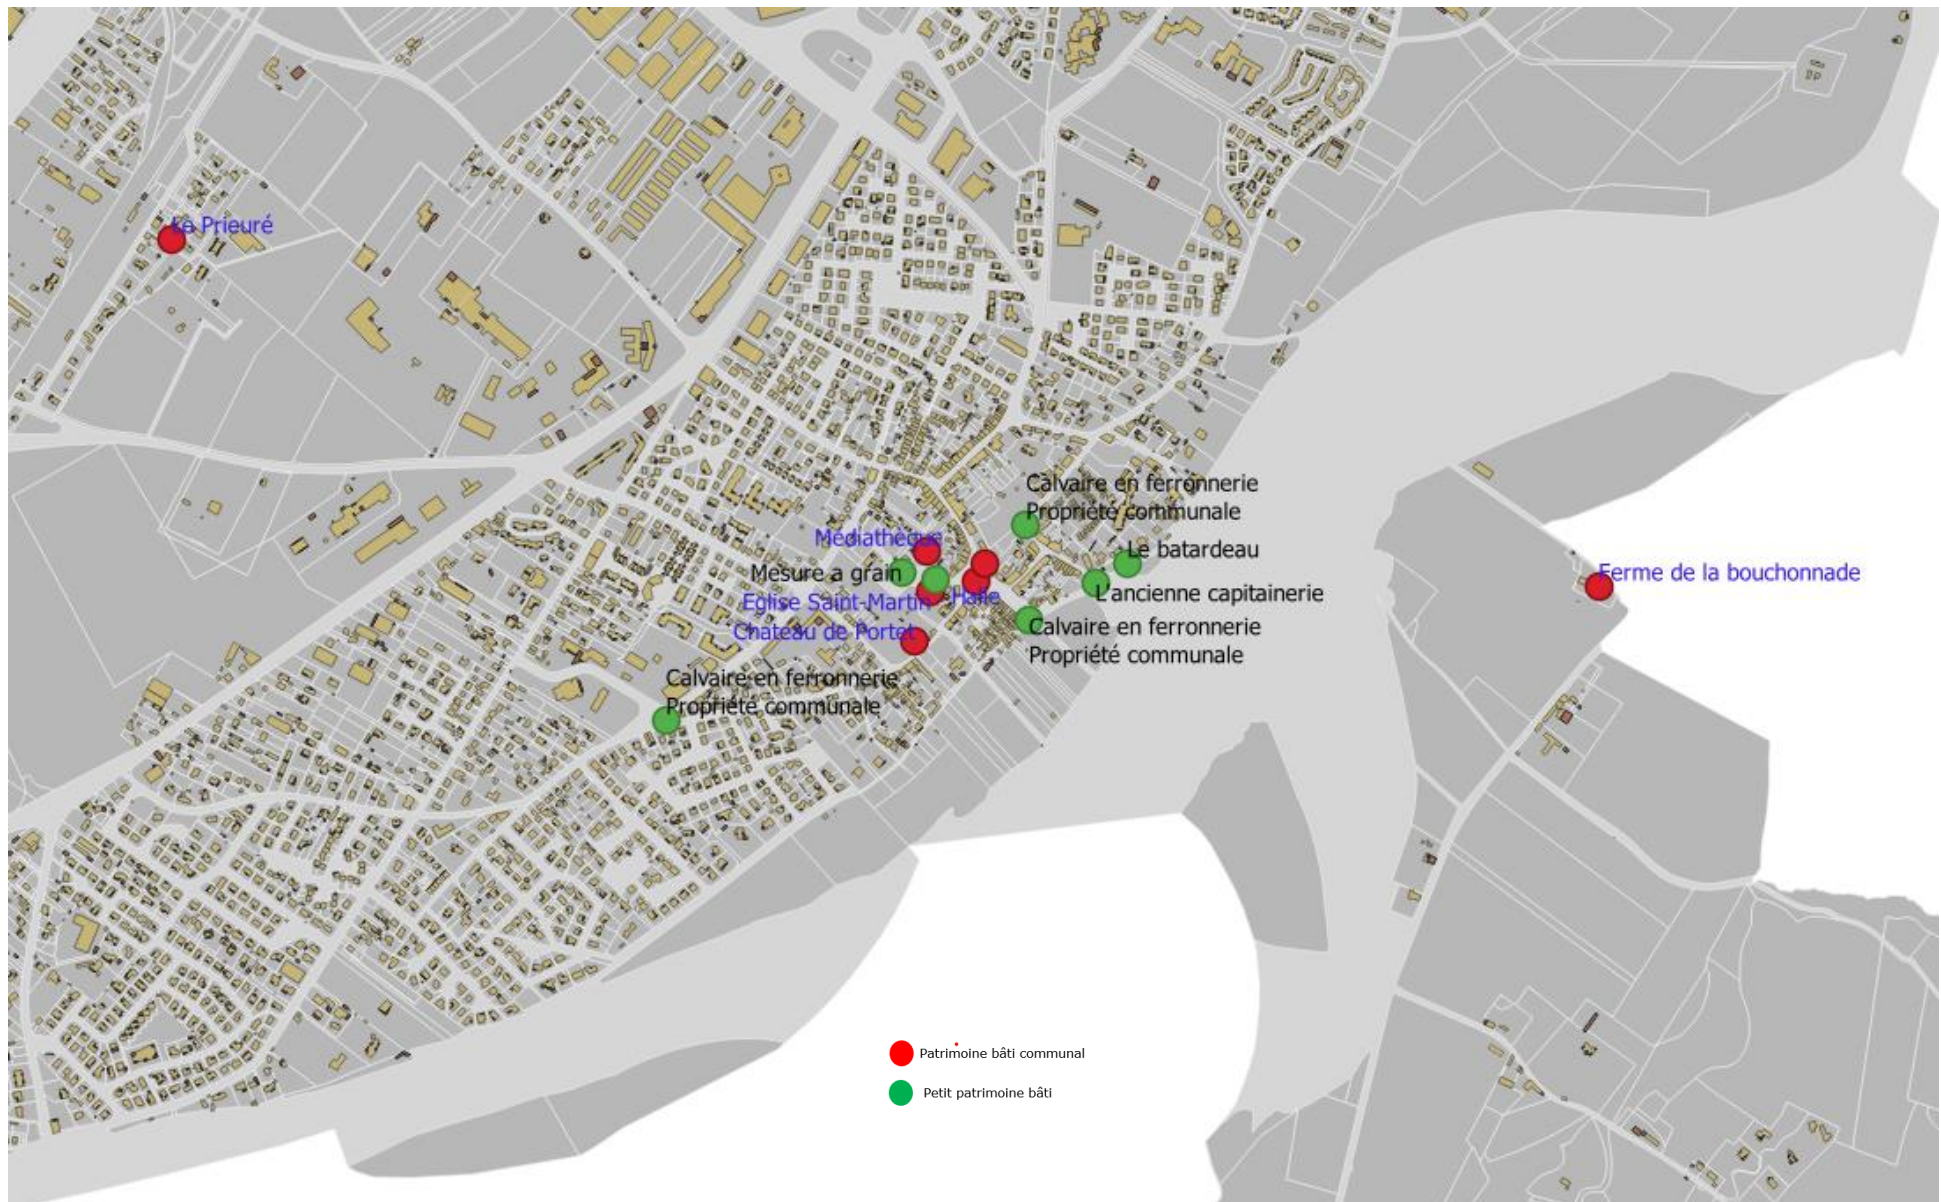 Le Prieuré
Calvaire en ferronnerie
Propriété communale
Médiathèque
Le batardeau
Mesure a grain
Ferme de la bouchonnade
L'ancienne capitainerie
Eglise Saint-Martin
Halle
Chateau de Portet
Calvaire en ferronnerie
Propriété communale
Calvaire en ferronnerie
Propriété communale
Patrimoine bâti communal
Petit patrimoine bâti